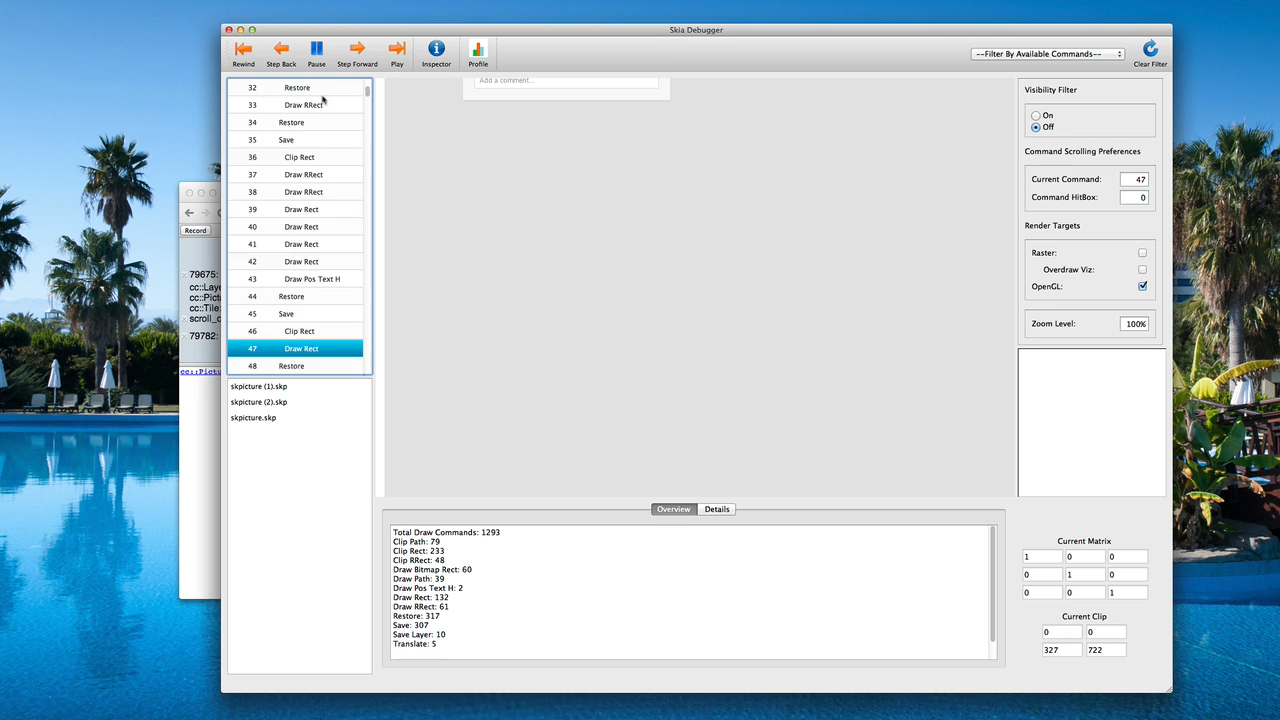 Skia Debugger
Rewind
Step Back
Pause
Step Forward
Play
Inspector
Profile
--Filter By Available Commands--
Clear Filter
32 Restore
33 Draw RRect
34 Restore
35 Save
36 Clip Rect
37 Draw RRect
38 Draw RRect
39 Draw Rect
40 Draw Rect
41 Draw Rect
42 Draw Rect
43 Draw Pos Text H
44 Restore
45 Save
46 Clip Rect
47 Draw Rect
48 Restore
skpicture (1).skp
skpicture (2).skp
skpicture.skp
Record
79675:
cc::Laye
cc::Pict
cc::Tile
scroll_
79782:
cc::Pictu
Add a comment...
Visibility Filter
On
Off
Command Scrolling Preferences
Current Command: 47
Command HitBox: 0
Render Targets
Raster:
Overdraw Viz:
OpenGL:
Zoom Level: 100%
Overview Details
Total Draw Commands: 1293
Clip Path: 79
Clip Rect: 233
Clip RRect: 48
Draw Bitmap Rect: 60
Draw Path: 39
Draw Pos Text H: 2
Draw Rect: 132
Draw RRect: 61
Restore: 317
Save: 307
Save Layer: 10
Translate: 5
Current Matrix
1 0 0
0 1 0
0 0 1
Current Clip
0 0
327 722